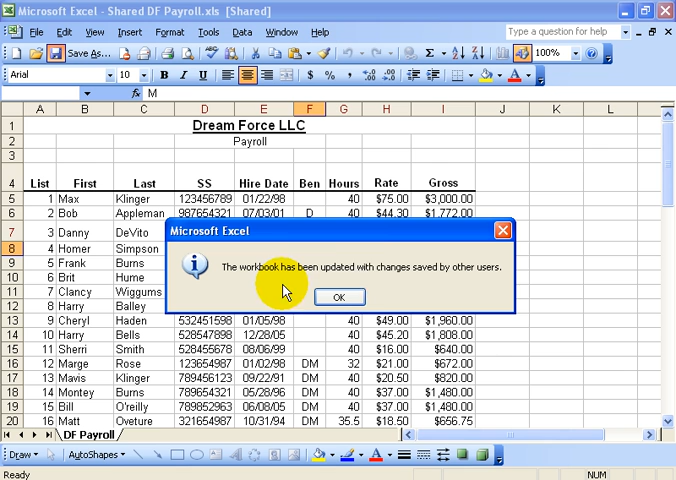 Microsoft Excel - Shared DF Payroll.xls [Shared]
File Edit View Insert Format Tools Data Window Help Type a question for help
Save As... Σ 100%
Arial 10 B I U $ % , A
fx M
A B C D E F G H I J K L
1 Dream Force LLC
2 Payroll
3
4 List First Last SS Hire Date Ben Hours Rate Gross
5 1 Max Klinger 123456789 01/22/98 40 $75.00 $3,000.00
6 2 Bob Appleman 987654321 07/03/01 D 40 $44.30 $1,772.00
7 3 Danny DeVito
8 4 Homer Simpson
9 5 Frank Burns
10 6 Brit Hume
11 7 Clancy Wiggums
12 8 Harry Balley
13 9 Cheryl Haden 532451598 01/05/98 40 $49.00 $1,960.00
14 10 Harry Bells 528547898 12/28/05 40 $45.20 $1,808.00
15 11 Sherri Smith 528455678 08/06/99 40 $16.00 $640.00
16 12 Marge Rose 123654987 01/02/98 DM 32 $21.00 $672.00
17 13 Mavis Klinger 789456123 09/22/91 DM 40 $20.50 $820.00
18 14 Montey Burns 789654321 05/28/96 DM 40 $37.00 $1,480.00
19 15 Bill O'reilly 789852963 06/08/05 DM 40 $37.00 $1,480.00
20 16 Matt Oveture 321654987 10/31/94 DM 35.5 $18.50 $656.75
Microsoft Excel
The workbook has been updated with changes saved by other users.
OK
DF Payroll
Draw AutoShapes A
Ready NUM